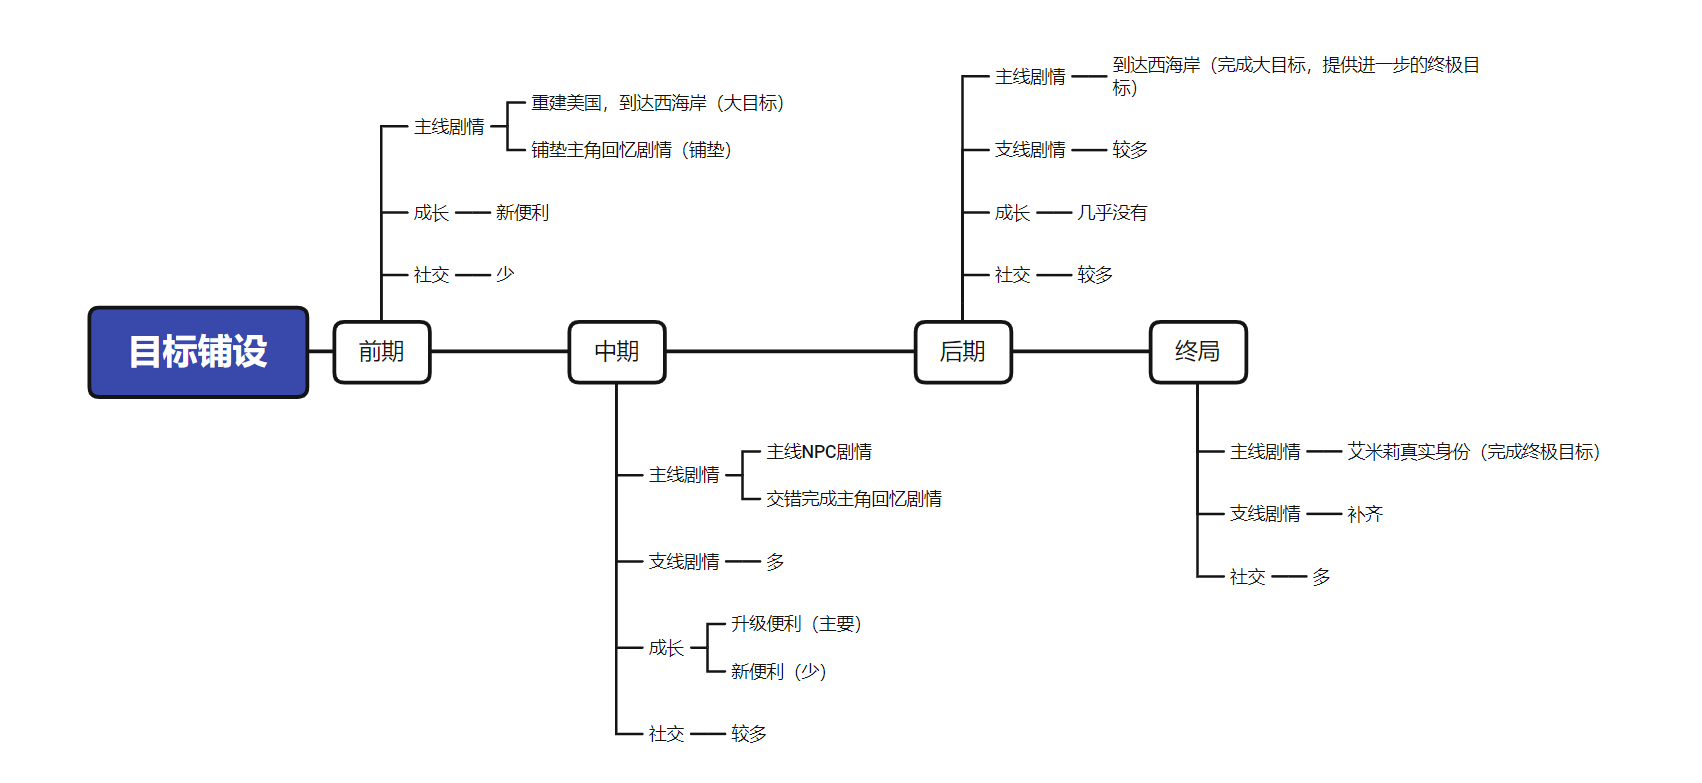 目标铺设
前期
主线剧情
重建美国，到达西海岸（大目标）
铺垫主角回忆剧情（铺垫）
成长
新便利
社交
少
中期
主线剧情
主线NPC剧情
交错完成主角回忆剧情
支线剧情
多
成长
升级便利（主要）
新便利（少）
社交
较多
后期
主线剧情
到达西海岸（完成大目标，提供进一步的终极目
标）
支线剧情
较多
成长
几乎没有
社交
较多
终局
主线剧情
艾米莉真实身份（完成终极目标）
支线剧情
补齐
社交
多